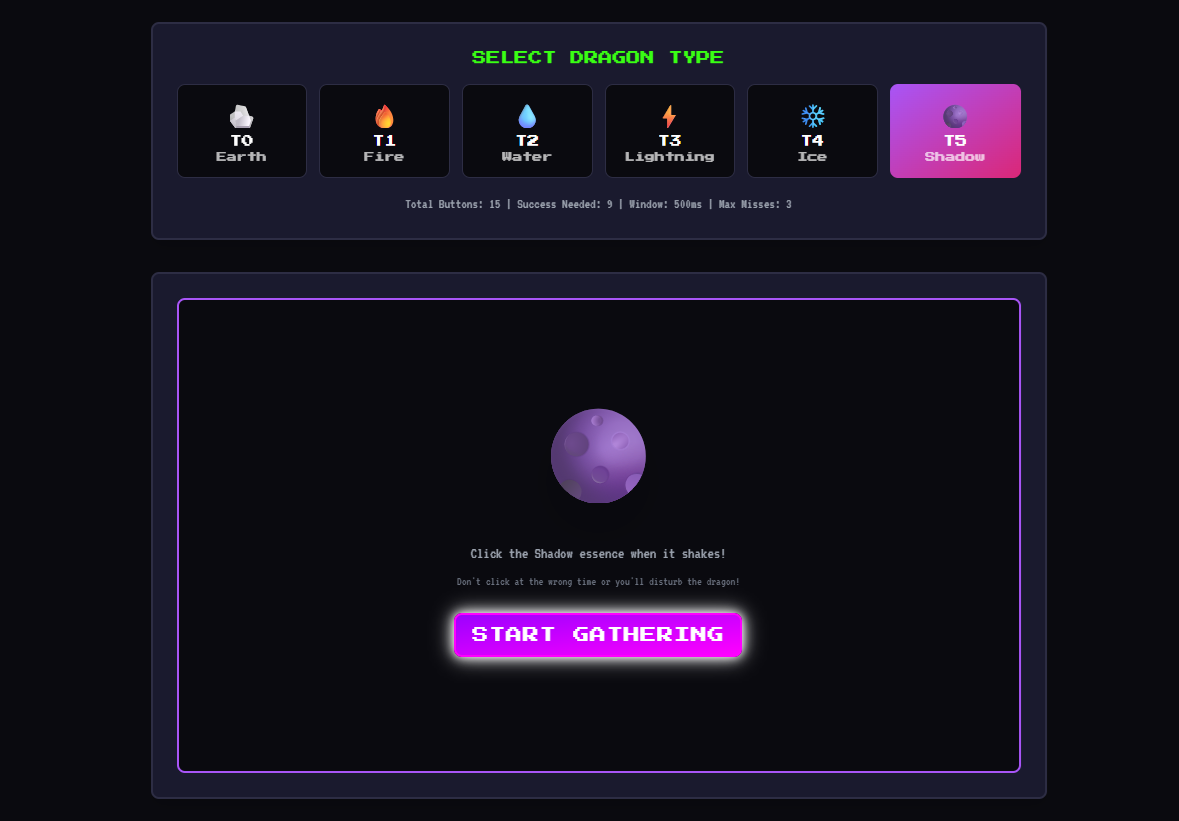 SELECT DRAGON TYPE
T0
Earth
T1
Fire
T2
Water
T3
Lightning
T4
Ice
T5
Shadow
Total Buttons: 15 | Success Needed: 9 | Window: 500ms | Max Misses: 3
Click the Shadow essence when it shakes!
Don't click at the wrong time or you'll disturb the dragon!
START GATHERING